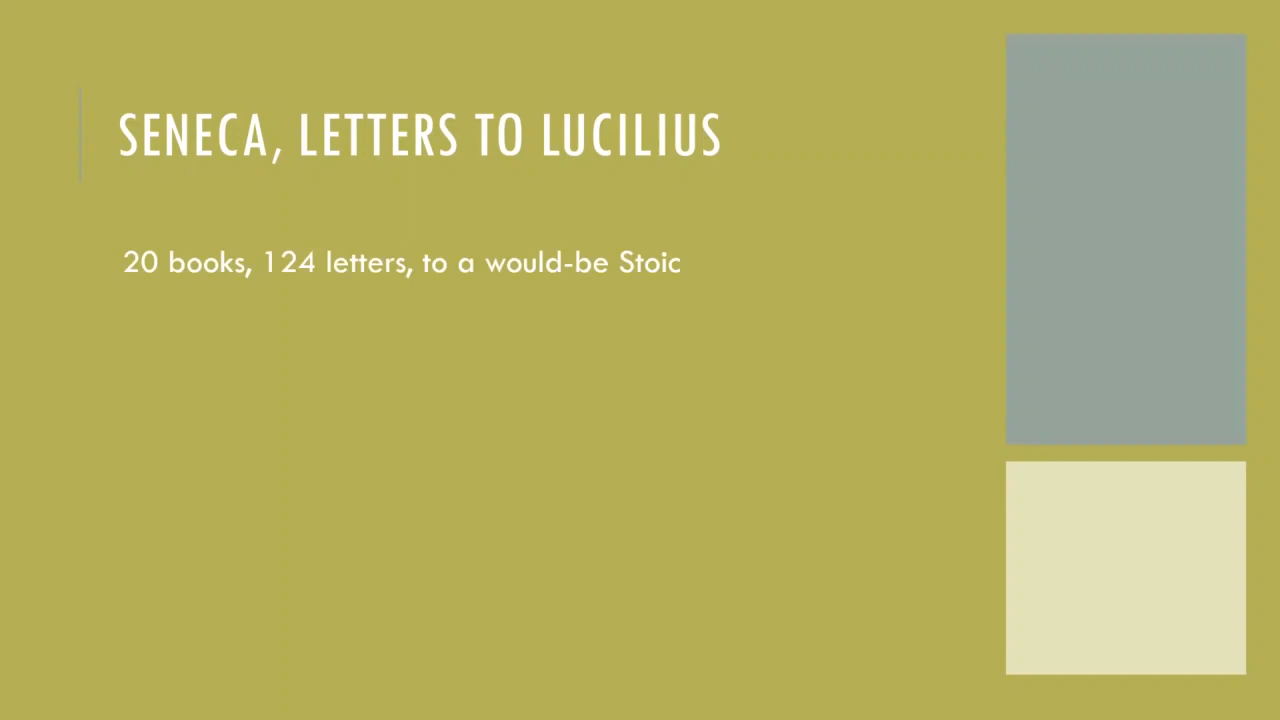 SENECA, LETTERS TO LUCILIUS
20 books, 124 letters, to a would-be Stoic